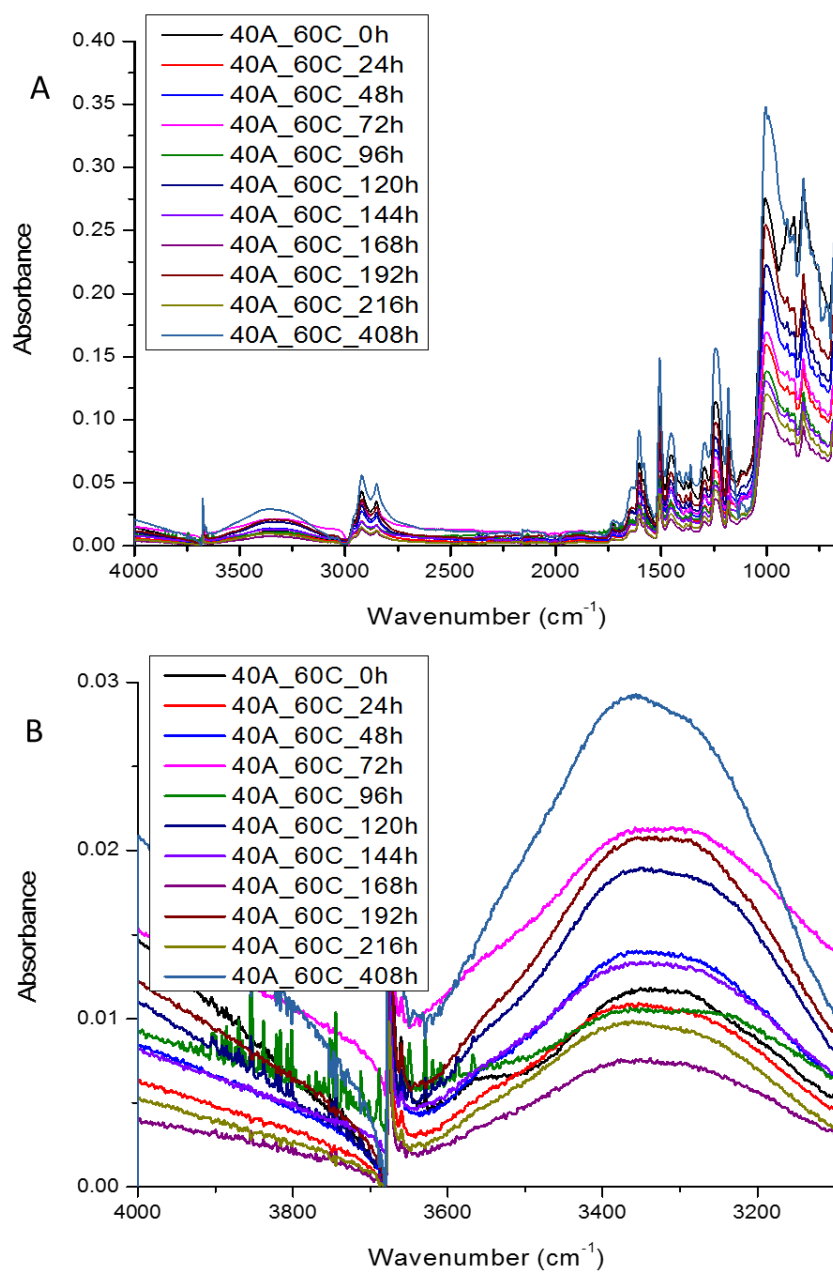 A
0.40
0.35
0.30
0.25
0.20
0.15
0.10
0.05
0.00
Absorbance
40A_60C_0h
40A_60C_24h
40A_60C_48h
40A_60C_72h
40A_60C_96h
40A_60C_120h
40A_60C_144h
40A_60C_168h
40A_60C_192h
40A_60C_216h
40A_60C_408h
4000 3500 3000 2500 2000 1500 1000
Wavenumber (cm⁻¹)
B
0.03
0.02
0.01
0.00
Absorbance
40A_60C_0h
40A_60C_24h
40A_60C_48h
40A_60C_72h
40A_60C_96h
40A_60C_120h
40A_60C_144h
40A_60C_168h
40A_60C_192h
40A_60C_216h
40A_60C_408h
4000 3800 3600 3400 3200
Wavenumber (cm⁻¹)